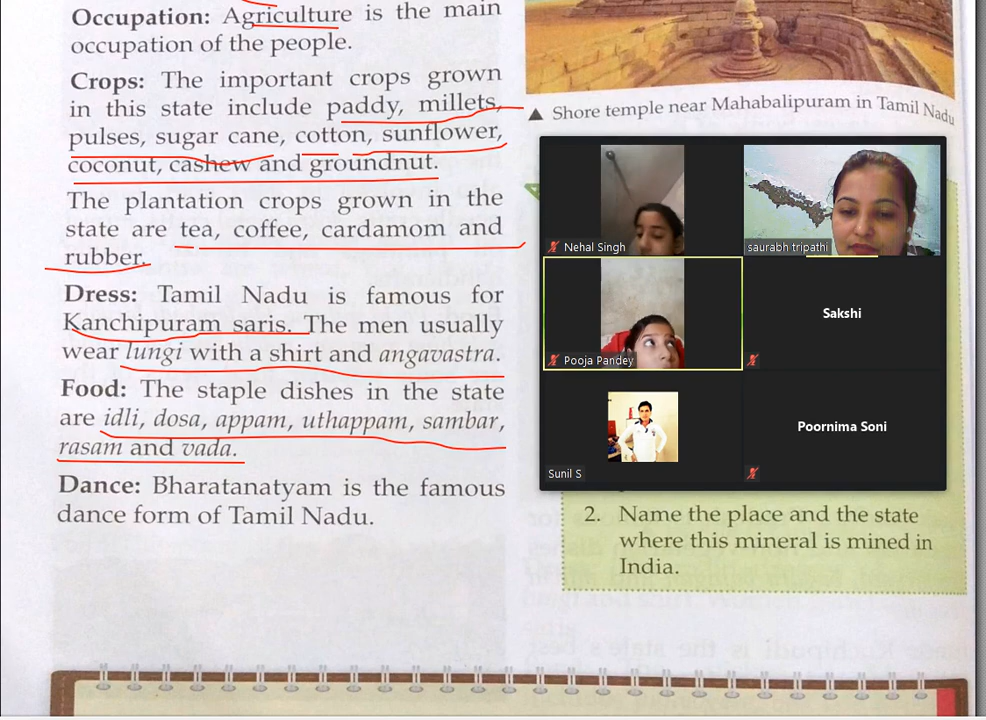 Occupation: Agriculture is the main
occupation of the people.
Crops: The important crops grown
in this state include paddy, millets,
pulses, sugar cane, cotton, sunflower,
coconut, cashew and groundnut.
The plantation crops grown in the
state are tea, coffee, cardamom and
rubber.
Dress: Tamil Nadu is famous for
Kanchipuram saris. The men usually
wear lungi with a shirt and angavastra.
Food: The staple dishes in the state
are idli, dosa, appam, uthappam, sambar,
rasam and vada.
Dance: Bharatanatyam is the famous
dance form of Tamil Nadu.
▲ Shore temple near Mahabalipuram in Tamil Nadu
Nehal Singh
saurabh tripathi
Pooja Pandey
Sakshi
Sunil S
Poornima Soni
2. Name the place and the state
where this mineral is mined in
India.